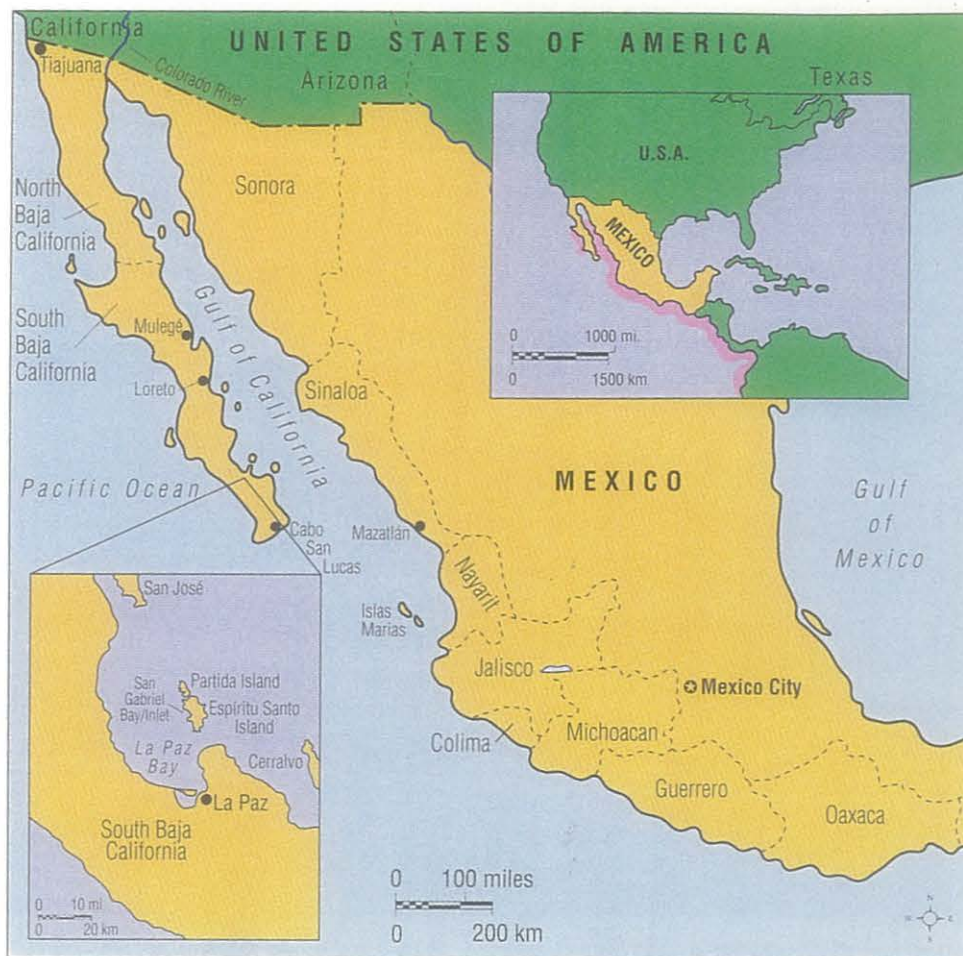 California
UNITED STATES OF AMERICA
Tiajuana
Colorado River
Arizona
Texas
U.S.A.
MEXICO
0 1000 mi.
0 1500 km
Sonora
North
Baja
California
South
Baja
California
Mulegé
Loreto
Gulf of California
Sinaloa
Pacific Ocean
MEXICO
Gulf
of
Mexico
Cabo
San
Lucas
Mazatlán
Nayarit
Islas
Marias
Jalisco
Mexico City
Colima
Michoacan
Guerrero
Oaxaca
San José
Partida Island
San
Gabriel
Bay/Inlet
Espíritu Santo
Island
La Paz
Bay
Cerralvo
La Paz
South Baja
California
0 10 mi
0 20 km
0 100 miles
0 200 km
N
E